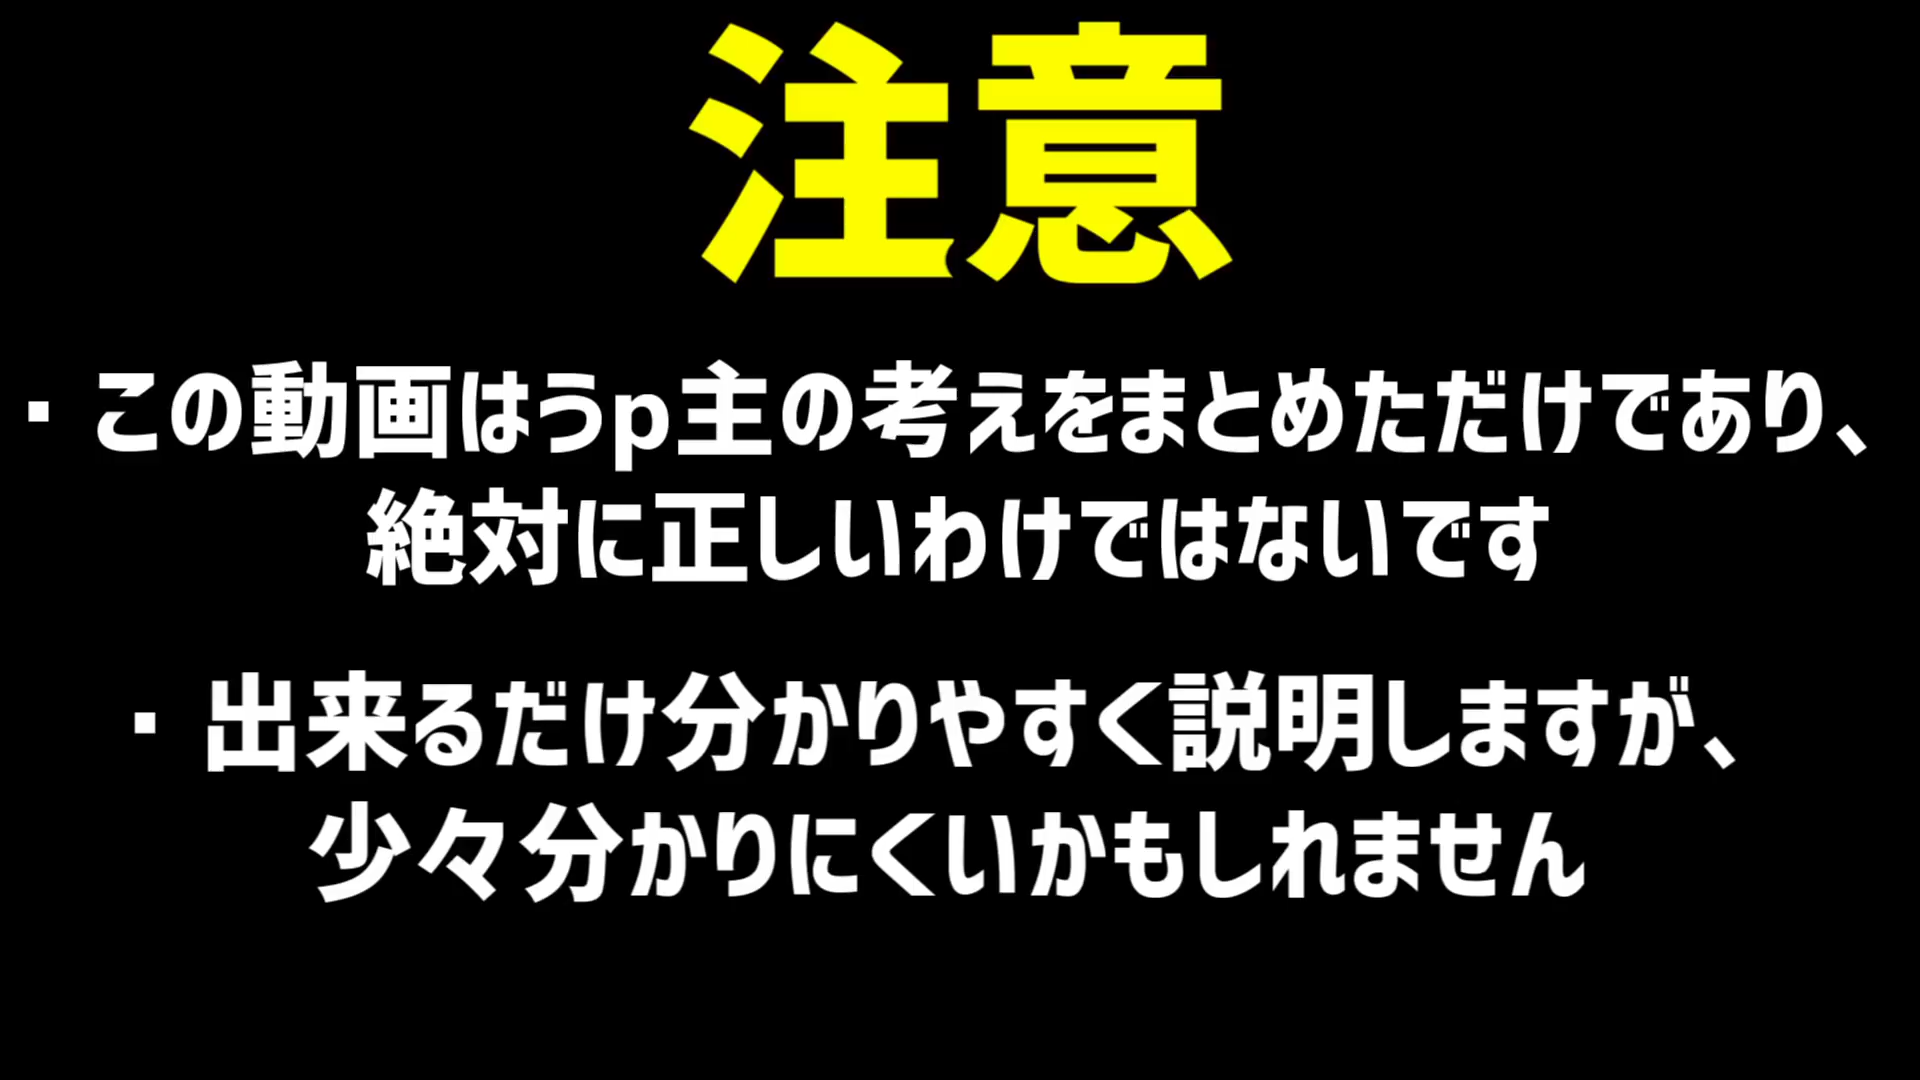 注意
・この動画はうp主の考えをまとめただけであり、
絶対に正しいわけではないです
・出来るだけ分かりやすく説明しますが、
少々分かりにくいかもしれません